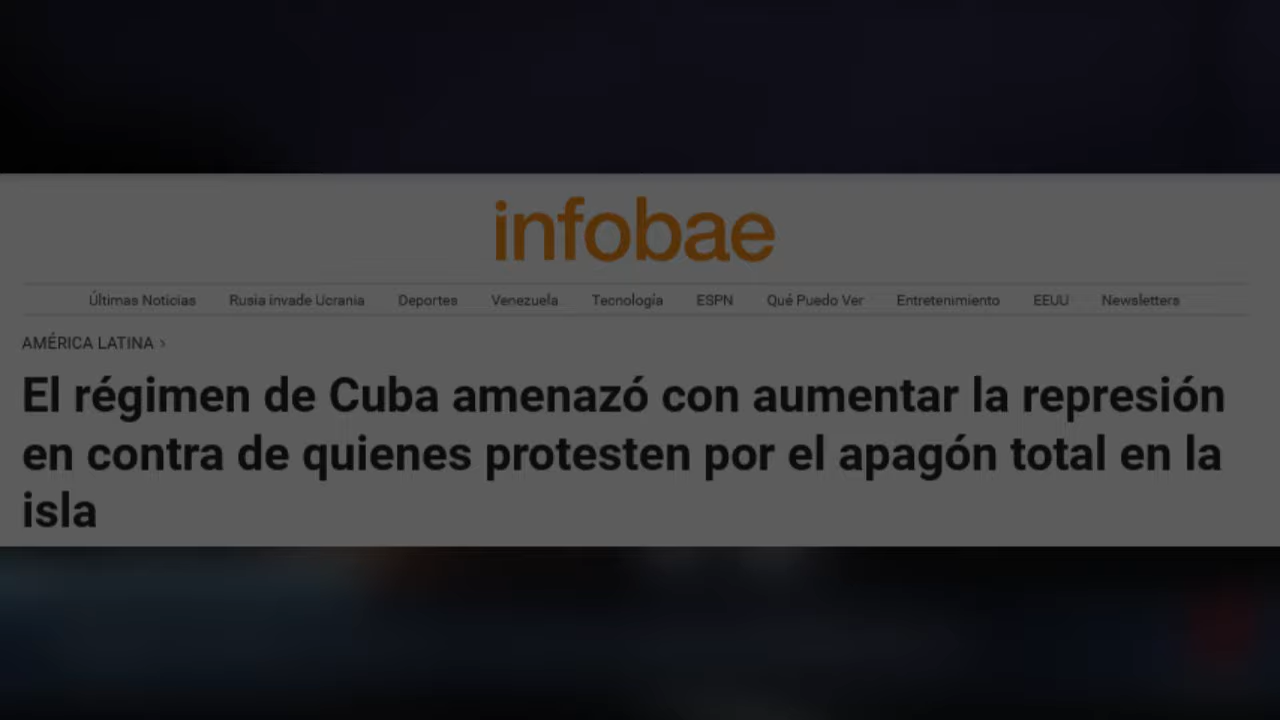 infobae
Últimas Noticias Rusia invade Ucrania Deportes Venezuela Tecnología ESPN Qué Puedo Ver Entretenimiento EEUU Newsletters
AMÉRICA LATINA >
El régimen de Cuba amenazó con aumentar la represión
en contra de quienes protesten por el apagón total en la
isla